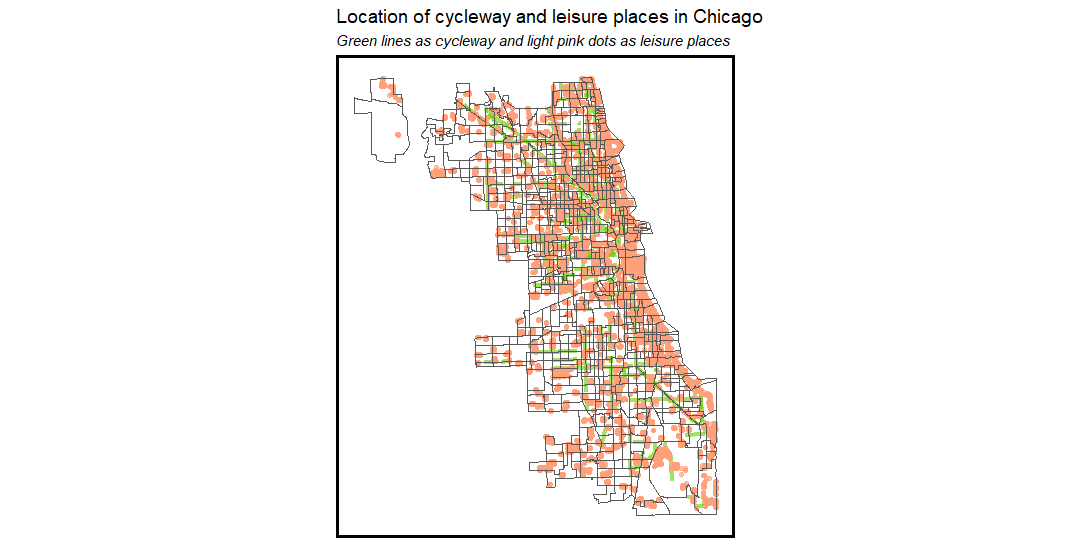 Location of cycleway and leisure places in Chicago
Green lines as cycleway and light pink dots as leisure places